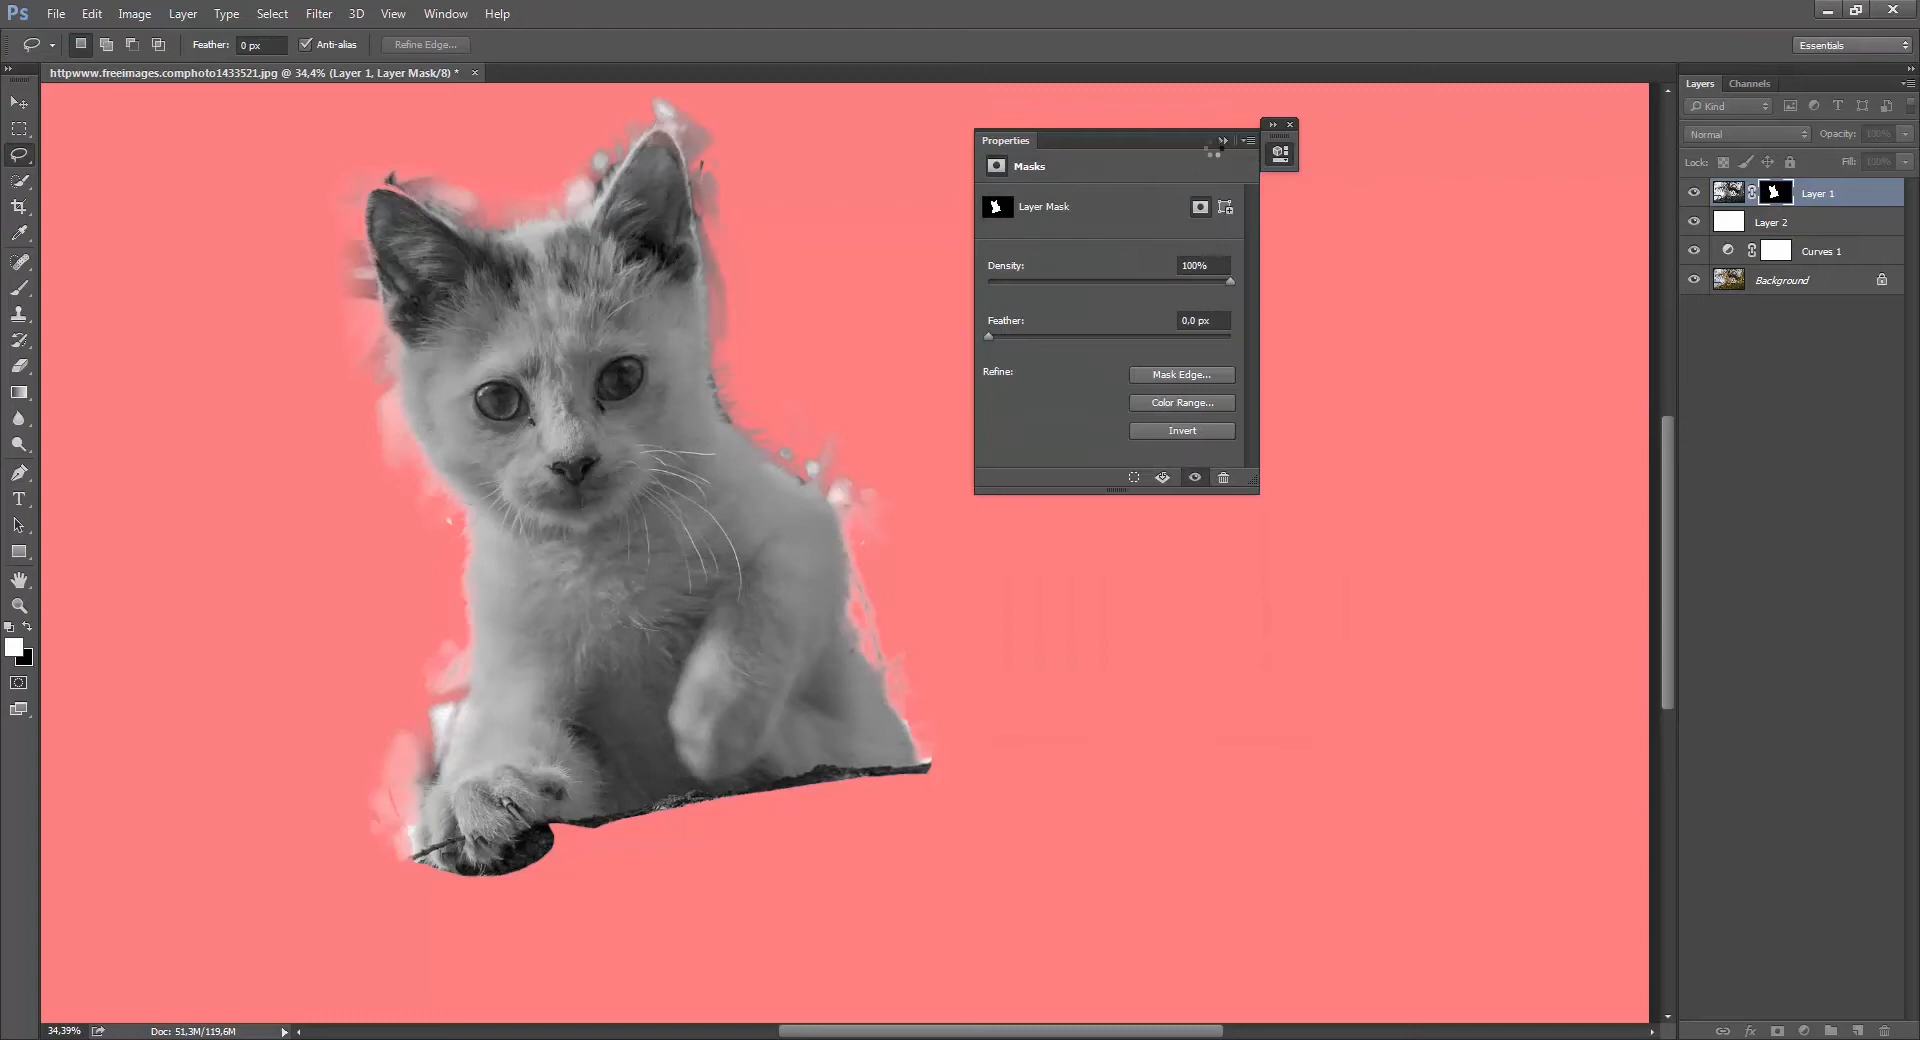 Ps File Edit Image Layer Type Select Filter 3D View Window Help
Feather: 0 px Anti-alias Refine Edge... Essentials
httpwww.freeimages.comphoto1433521.jpg @ 34,4% (Layer 1, Layer Mask/8) *
Layers Channels
Kind
Normal Opacity: 100%
Lock: Fill: 100%
Layer 1
Layer 2
Curves 1
Background
Properties
Masks
Layer Mask
Density: 100%
Feather: 0,0 px
Refine: Mask Edge...
Color Range...
Invert
34,39% Doc: 51,3M/119,6M